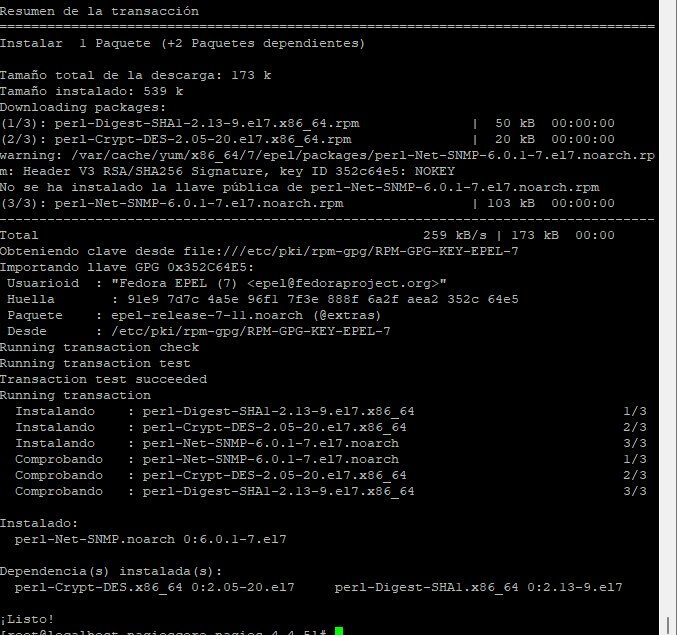 Resumen de la transacción
================================================================================
Instalar  1 Paquete (+2 Paquetes dependientes)
Tamaño total de la descarga: 173 k
Tamaño instalado: 539 k
Downloading packages:
(1/3): perl-Digest-SHA1-2.13-9.el7.x86_64.rpm              |  50 kB  00:00:00
(2/3): perl-Crypt-DES-2.05-20.el7.x86_64.rpm               |  20 kB  00:00:00
warning: /var/cache/yum/x86_64/7/epel/packages/perl-Net-SNMP-6.0.1-7.el7.noarch.rp
m: Header V3 RSA/SHA256 Signature, key ID 352c64e5: NOKEY
No se ha instalado la llave pública de perl-Net-SNMP-6.0.1-7.el7.noarch.rpm
(3/3): perl-Net-SNMP-6.0.1-7.el7.noarch.rpm                | 103 kB  00:00:00
--------------------------------------------------------------------------------
Total                                              259 kB/s | 173 kB  00:00
Obteniendo clave desde file:///etc/pki/rpm-gpg/RPM-GPG-KEY-EPEL-7
Importando llave GPG 0x352C64E5:
 Usuarioid  : "Fedora EPEL (7) <epel@fedoraproject.org>"
 Huella       : 91e9 7d7c 4a5e 96f1 7f3e 888f 6a2f aea2 352c 64e5
 Paquete    : epel-release-7-11.noarch (@extras)
 Desde      : /etc/pki/rpm-gpg/RPM-GPG-KEY-EPEL-7
Running transaction check
Running transaction test
Transaction test succeeded
Running transaction
  Instalando    : perl-Digest-SHA1-2.13-9.el7.x86_64                          1/3
  Instalando    : perl-Crypt-DES-2.05-20.el7.x86_64                           2/3
  Instalando    : perl-Net-SNMP-6.0.1-7.el7.noarch                            3/3
  Comprobando   : perl-Net-SNMP-6.0.1-7.el7.noarch                            1/3
  Comprobando   : perl-Crypt-DES-2.05-20.el7.x86_64                           2/3
  Comprobando   : perl-Digest-SHA1-2.13-9.el7.x86_64                          3/3
Instalado:
  perl-Net-SNMP.noarch 0:6.0.1-7.el7
Dependencia(s) instalada(s):
  perl-Crypt-DES.x86_64 0:2.05-20.el7     perl-Digest-SHA1.x86_64 0:2.13-9.el7
¡Listo!
[root@localhost nagioscore-nagios-4.4.5]#